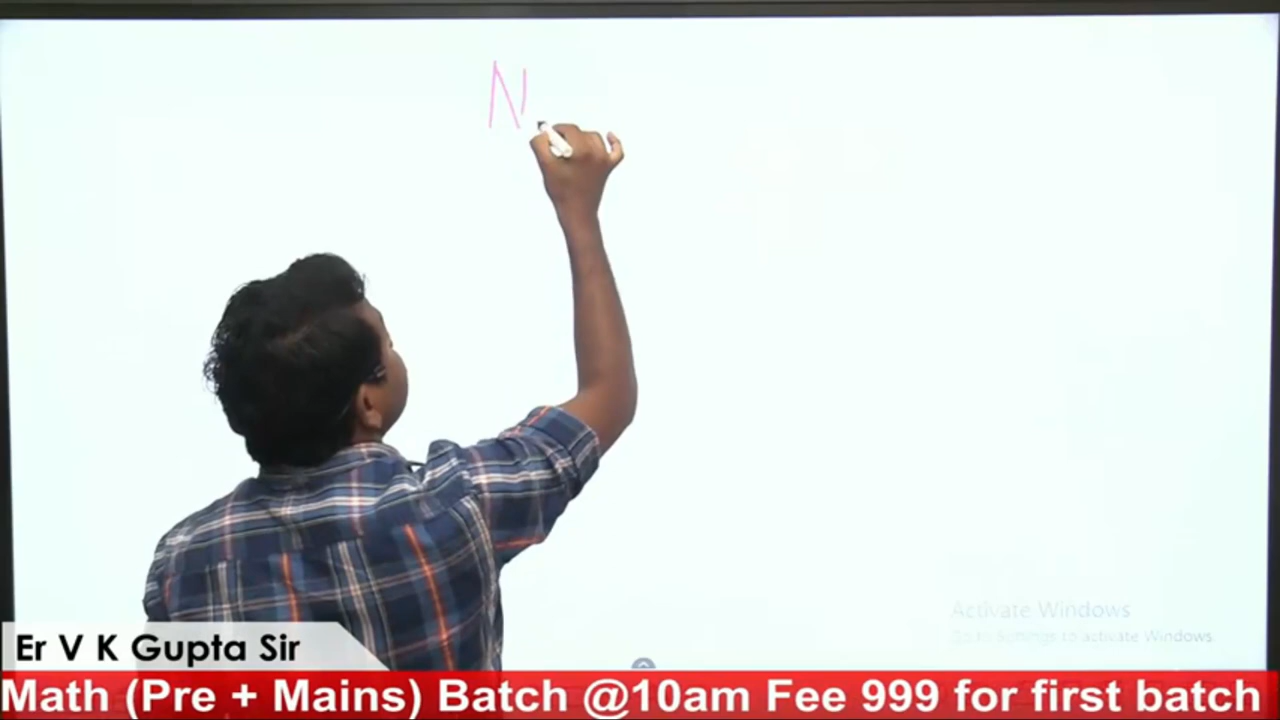 N
Activate Windows
Go to Settings to activate Windows.
Er V K Gupta Sir
Math (Pre + Mains) Batch @10am Fee 999 for first batch